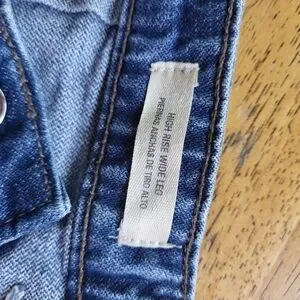 HIGH RISE WIDE LEG
PIERNAS ANCHAS DE TIRO ALTO